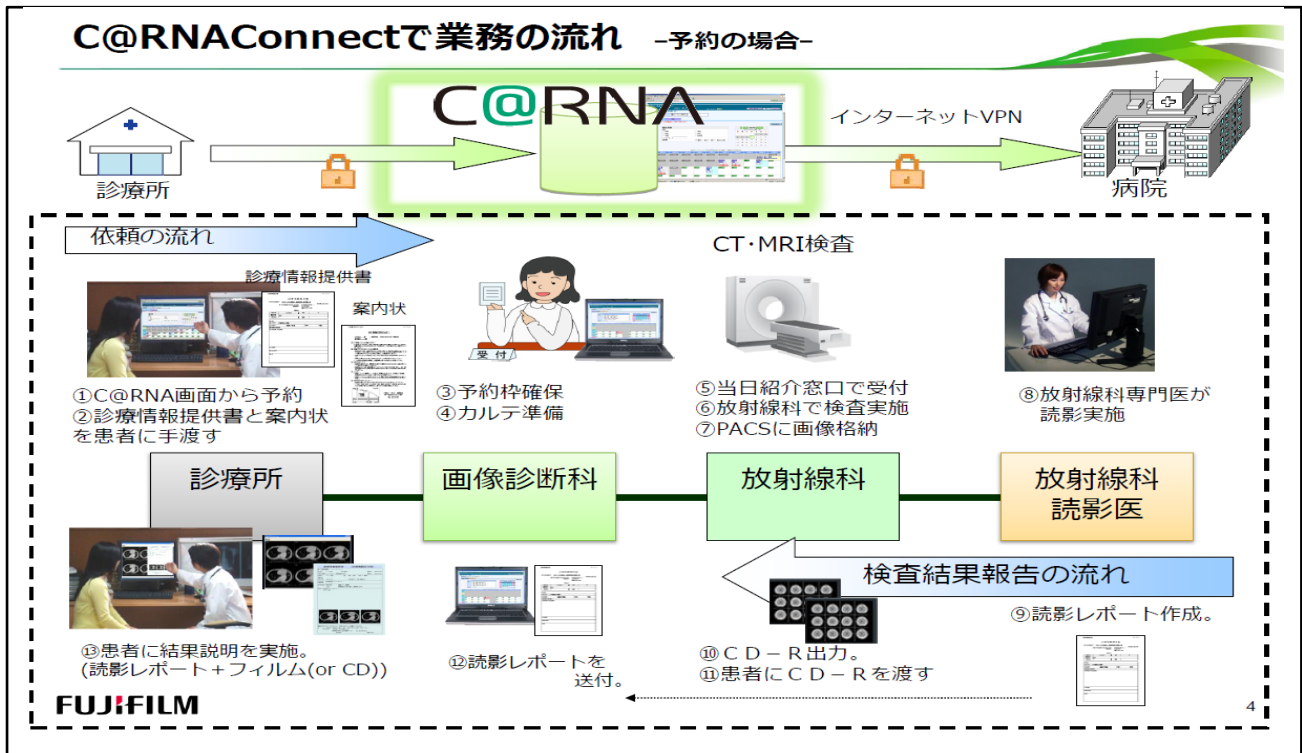 C@RNAConnectで業務の流れ －予約の場合－
C@RNA
インターネットVPN
診療所
病院
依頼の流れ
診療情報提供書
案内状
受付
CT・MRI検査
①C@RNA画面から予約
②診療情報提供書と案内状
を患者に手渡す
③予約枠確保
④カルテ準備
⑤当日紹介窓口で受付
⑥放射線科で検査実施
⑦PACSに画像格納
⑧放射線科専門医が
読影実施
診療所
画像診断科
放射線科
放射線科
読影医
検査結果報告の流れ
⑨読影レポート作成。
⑩ＣＤ－Ｒ出力。
⑪患者にＣＤ－Ｒを渡す
⑫読影レポートを
送付。
⑬患者に結果説明を実施。
(読影レポート＋フィルム(or CD))
FUJIFILM
4